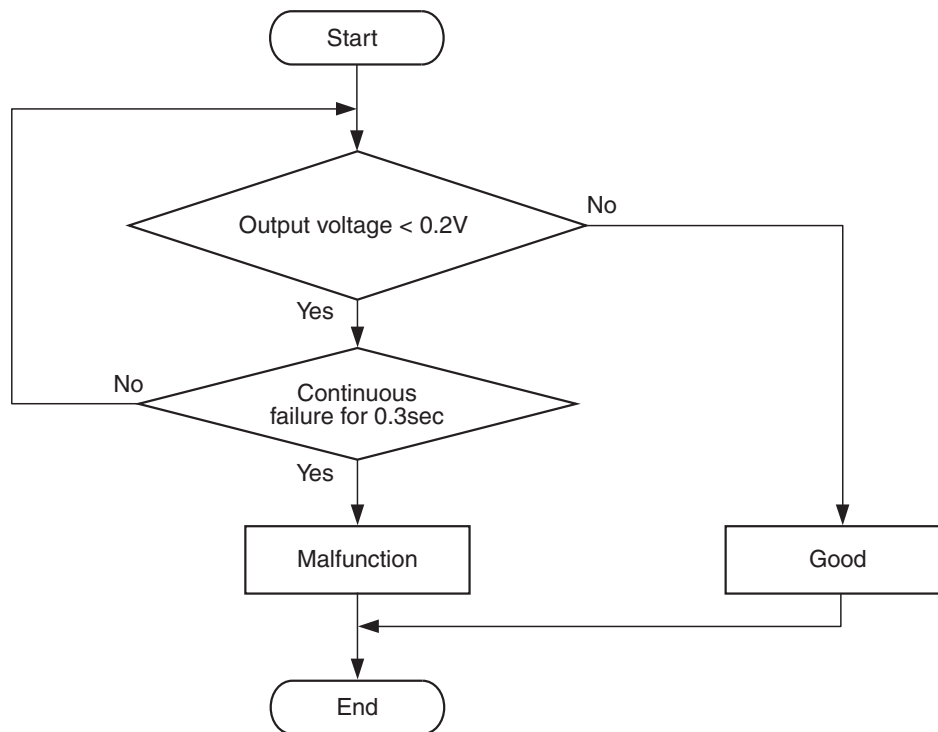 Start
Output voltage < 0.2V
No
Yes
Continuous
failure for 0.3sec
No
Yes
Malfunction
Good
End